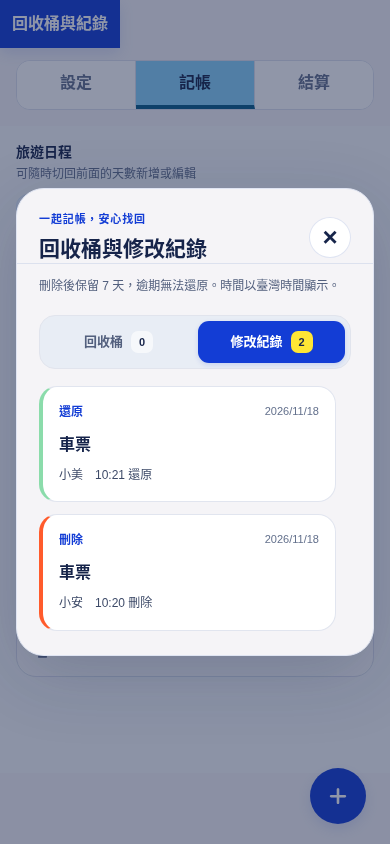 回收桶與紀錄
設定
記帳
結算
旅遊日程
可隨時切回前面的天數新增或編輯
一起記帳，安心找回
回收桶與修改紀錄
刪除後保留 7 天，逾期無法還原。時間以臺灣時間顯示。
回收桶 0
修改紀錄 2
還原 2026/11/18
車票
小美 10:21 還原
刪除 2026/11/18
車票
小安 10:20 刪除